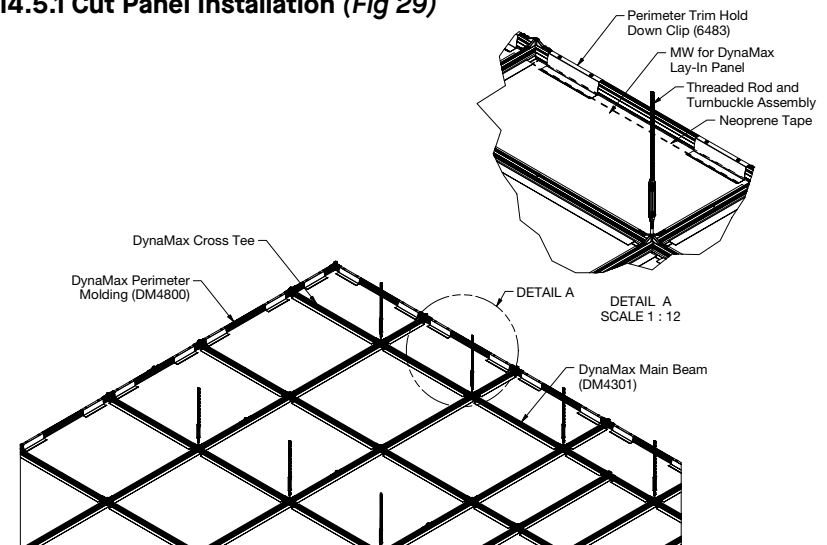 14.5.1 Cut Panel Installation (Fig 29)
Perimeter Trim Hold
Down Clip (6483)
MW for DynaMax
Lay-In Panel
Threaded Rod and
Turnbuckle Assembly
Neoprene Tape
DETAIL A
SCALE 1 : 12
DynaMax Cross Tee
DynaMax Perimeter
Molding (DM4800)
DETAIL A
DynaMax Main Beam
(DM4301)